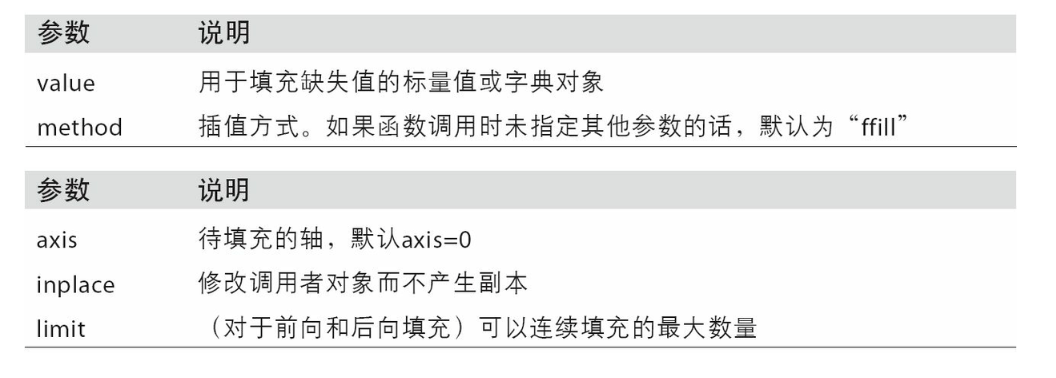 参数 说明
value 用于填充缺失值的标量值或字典对象
method 插值方式。如果函数调用时未指定其他参数的话，默认为“ffill”
参数 说明
axis 待填充的轴，默认axis=0
inplace 修改调用者对象而不产生副本
limit （对于前向和后向填充）可以连续填充的最大数量